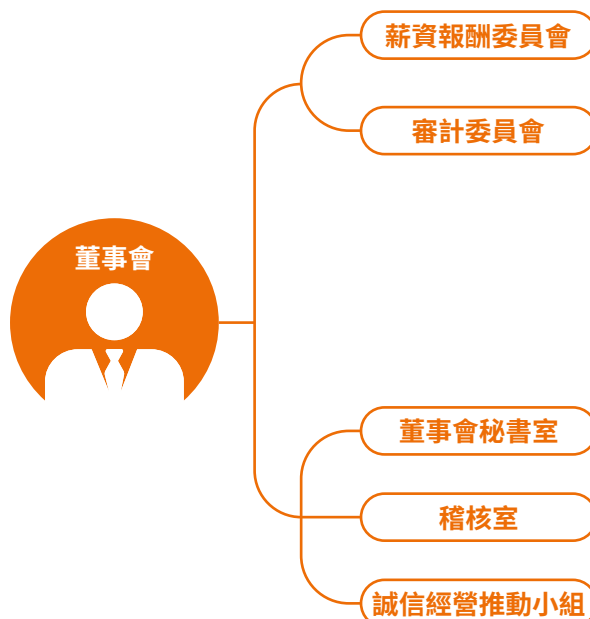 薪資報酬委員會
審計委員會
董事會
董事會秘書室
稽核室
誠信經營推動小組